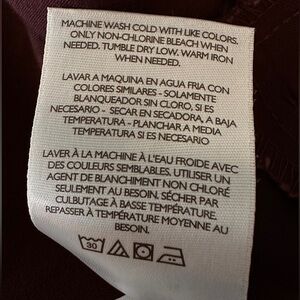 MACHINE WASH COLD WITH LIKE COLORS.
ONLY NON-CHLORINE BLEACH WHEN
NEEDED. TUMBLE DRY LOW. WARM IRON
WHEN NEEDED.
LAVAR A MAQUINA EN AGUA FRIA CON
COLORES SIMILARES - SOLAMENTE
BLANQUEADOR SIN CLORO, SI ES
NECESARIO - SECAR EN SECADORA, A BAJA
TEMPERATURA - PLANCHAR A MEDIA
TEMPERATURA SI ES NECESARIO
LAVER À LA MACHINE À L'EAU FROIDE AVEC
DES COULEURS SEMBLABLES. UTILISER UN
AGENT DE BLANCHIMENT NON CHLORÉ
SEULEMENT AU BESOIN. SÉCHER PAR
CULBUTAGE À BASSE TEMPÉRATURE.
REPASSER À TEMPÉRATURE MOYENNE AU
BESOIN.
30